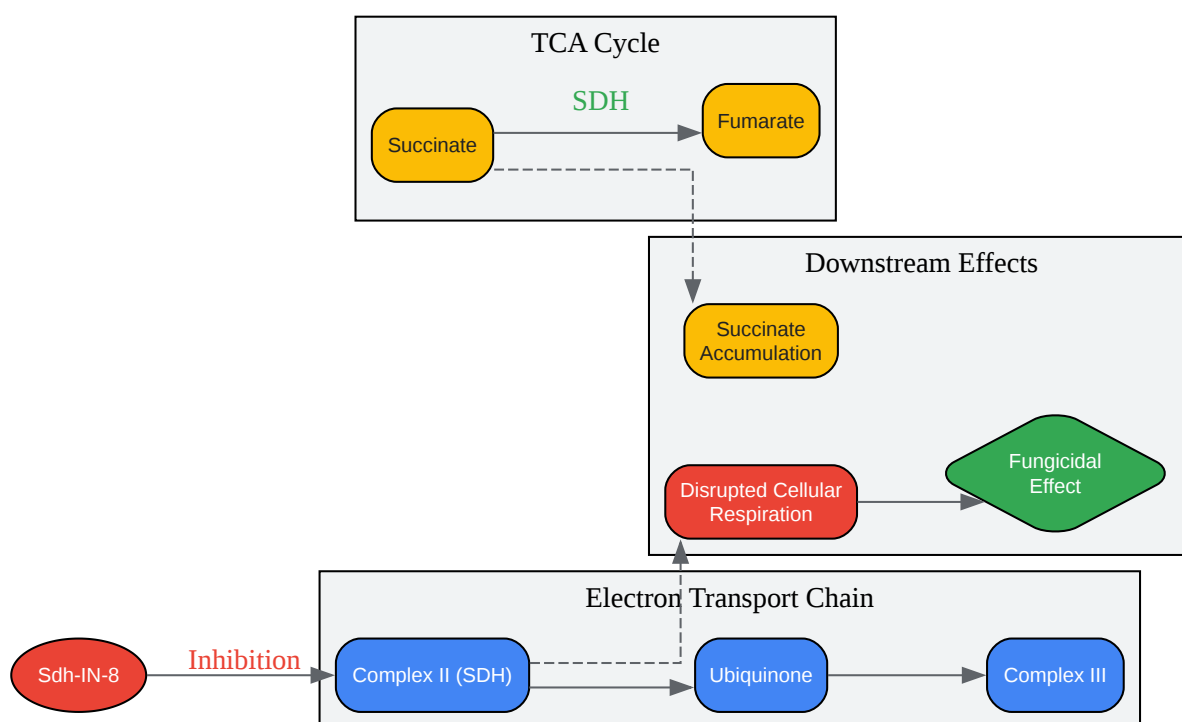 TCA Cycle
SDH
Succinate
Fumarate
Downstream Effects
Succinate
Accumulation
Disrupted Cellular
Respiration
Fungicidal
Effect
Electron Transport Chain
Sdh-IN-8
Inhibition
Complex II (SDH)
Ubiquinone
Complex III